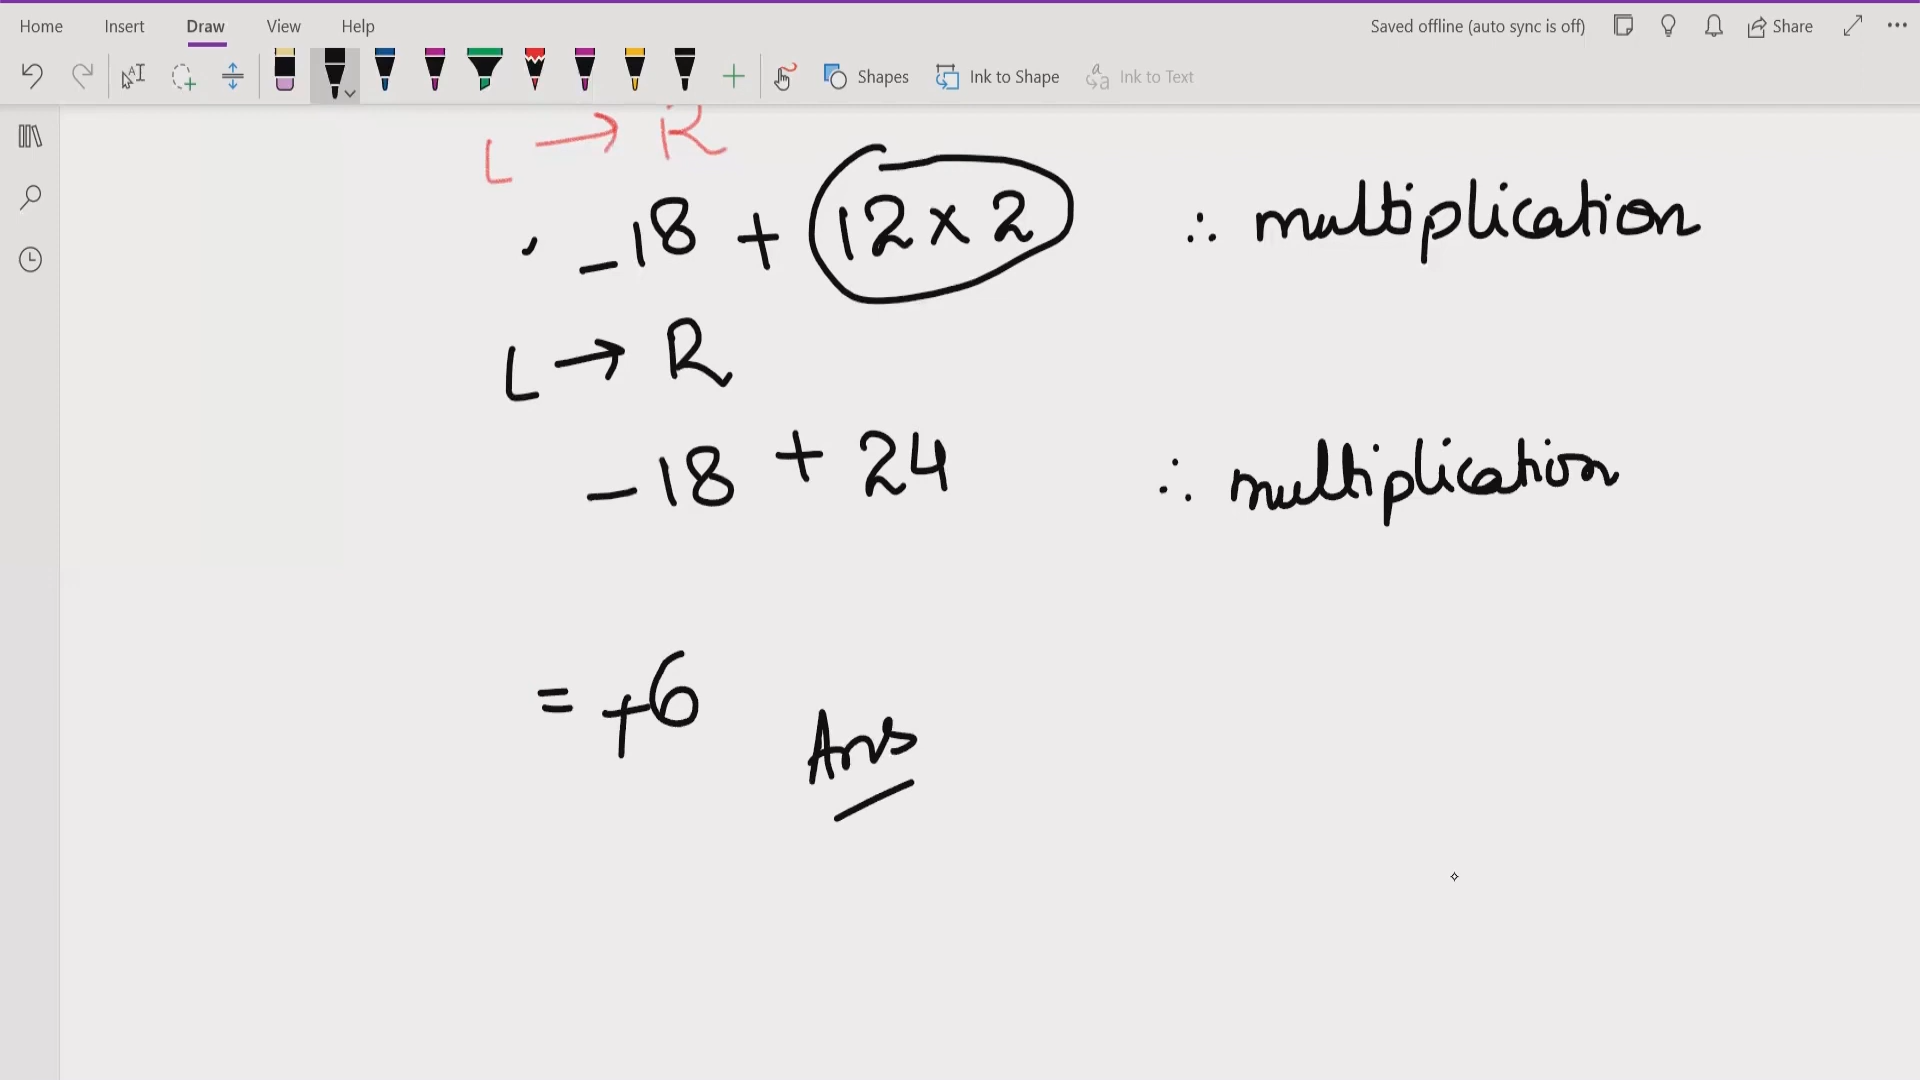 Home Insert Draw View Help Saved offline (auto sync is off) Share
Shapes Ink to Shape Ink to Text
L → R
-18 + 12 x 2 ∴ multiplication
L → R
-18 + 24 ∴ multiplication
= +6
Ans